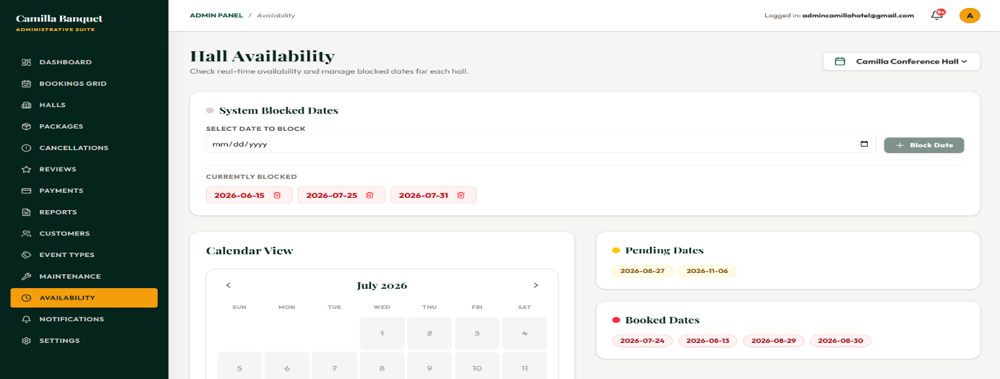 Camilla Banquet
ADMINISTRATIVE SUITE
DASHBOARD
BOOKINGS GRID
HALLS
PACKAGES
CANCELLATIONS
REVIEWS
PAYMENTS
REPORTS
CUSTOMERS
EVENT TYPES
MAINTENANCE
AVAILABILITY
NOTIFICATIONS
SETTINGS
ADMIN PANEL / Availability
Logged in: admincamillahotel@gmail.com 9+ A
Hall Availability
Check real-time availability and manage blocked dates for each hall.
Camilla Conference Hall
System Blocked Dates
SELECT DATE TO BLOCK
mm/dd/yyyy
+ Block Date
CURRENTLY BLOCKED
2026-06-15 2026-07-25 2026-07-31
Calendar View
< July 2026 >
SUN MON TUE WED THU FRI SAT
1 2 3 4
5 6 7 8 9 10 11
Pending Dates
2026-08-27 2026-11-06
Booked Dates
2026-07-24 2026-08-13 2026-08-29 2026-08-30